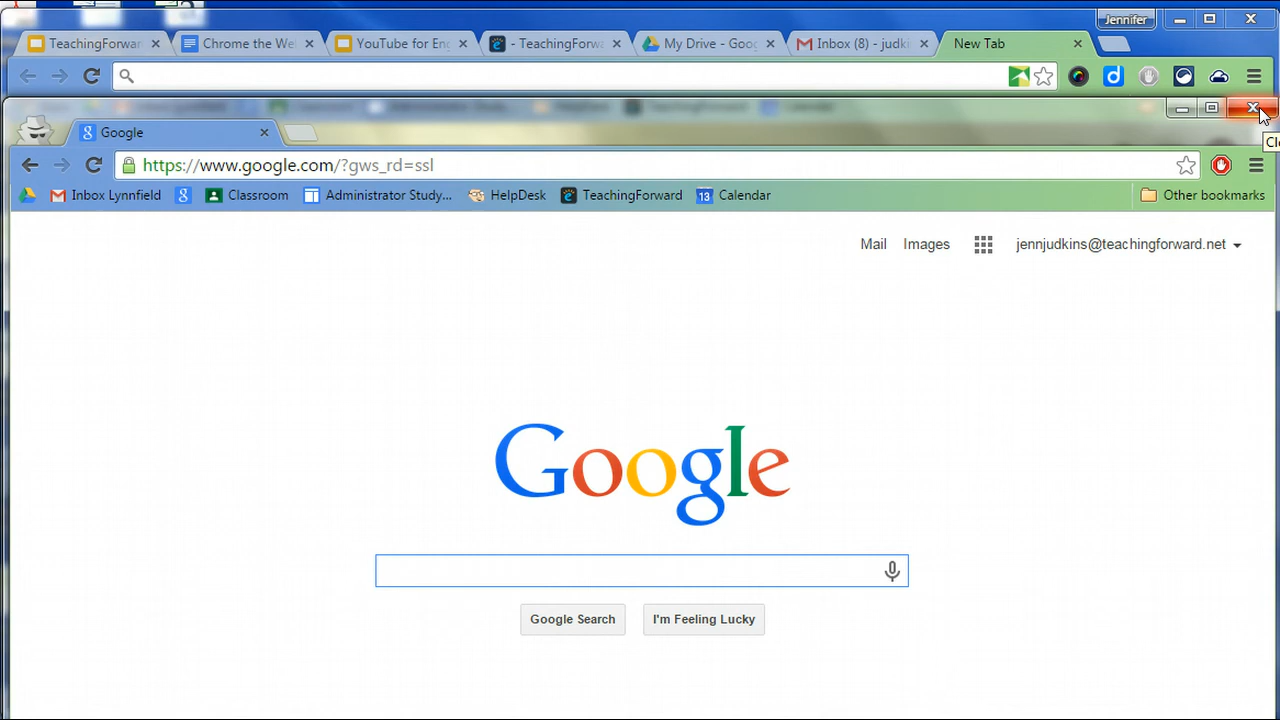 Jennifer
TeachingForwar Chrome the We YouTube for En - TeachingForwa My Drive - Goog Inbox (8) - judki New Tab
Google
https://www.google.com/?gws_rd=ssl
Inbox Lynnfield Classroom Administrator Study... HelpDesk TeachingForward 13 Calendar Other bookmarks
Mail Images jennjudkins@teachingforward.net
Google
Google Search I'm Feeling Lucky